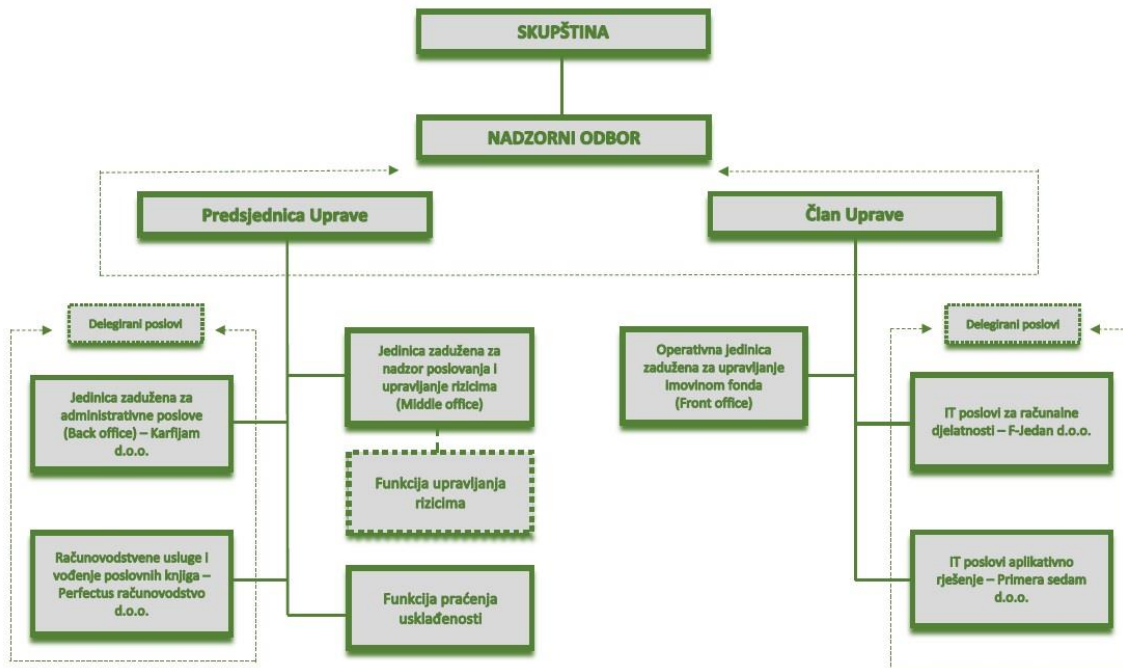 SKUPŠTINA
NADZORNI ODBOR
Predsjednica Uprave
Član Uprave
Delegirani poslovi
Jedinica zadužena za
administrativne poslove
(Back office) – Karfijam
d.o.o.
Računovodstvene usluge i
vođenje poslovnih knjiga –
Perfectus računovodstvo
d.o.o.
Jedinica zadužena za
nadzor poslovanja i
upravljanje rizicima
(Middle office)
Funkcija upravljanja
rizicima
Funkcija praćenja
usklađenosti
Operativna jedinica
zadužena za upravljanje
imovinom fonda
(Front office)
Delegirani poslovi
IT poslovi za računalne
djelatnosti – F-Jedan d.o.o.
IT poslovi aplikativno
rješenje – Primera sedam
d.o.o.